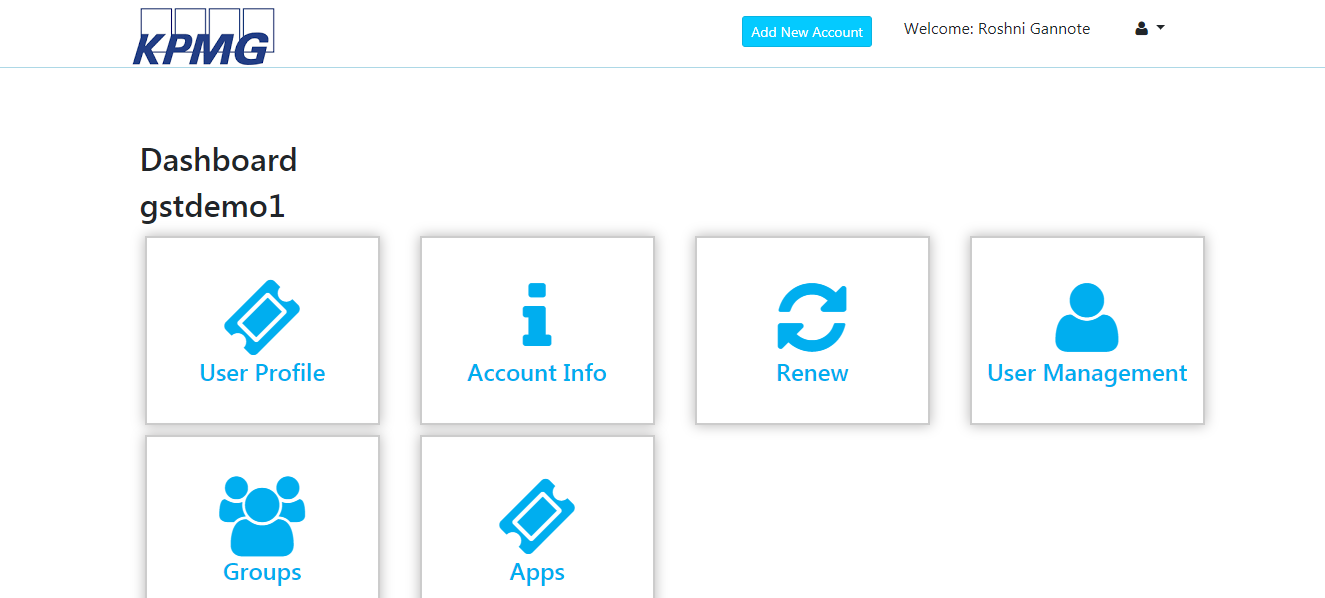 KPMG
Add New Account
Welcome: Roshni Gannote
Dashboard
gstdemo1
User Profile
Account Info
Renew
User Management
Groups
Apps